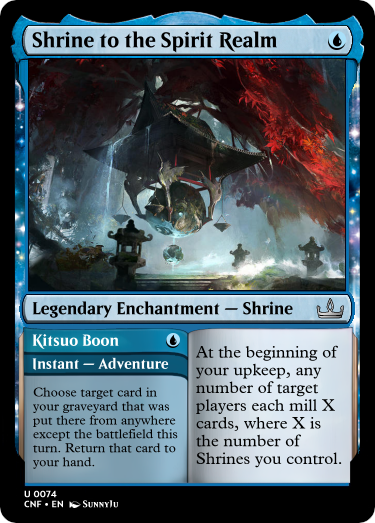 Shrine to the Spirit Realm
Legendary Enchantment — Shrine
Kitsuo Boon
Instant — Adventure
Choose target card in
your graveyard that was
put there from anywhere
except the battlefield this
turn. Return that card to
your hand.
At the beginning of
your upkeep, any
number of target
players each mill X
cards, where X is
the number of
Shrines you control.
U 0074
CNF • EN SunnyJu